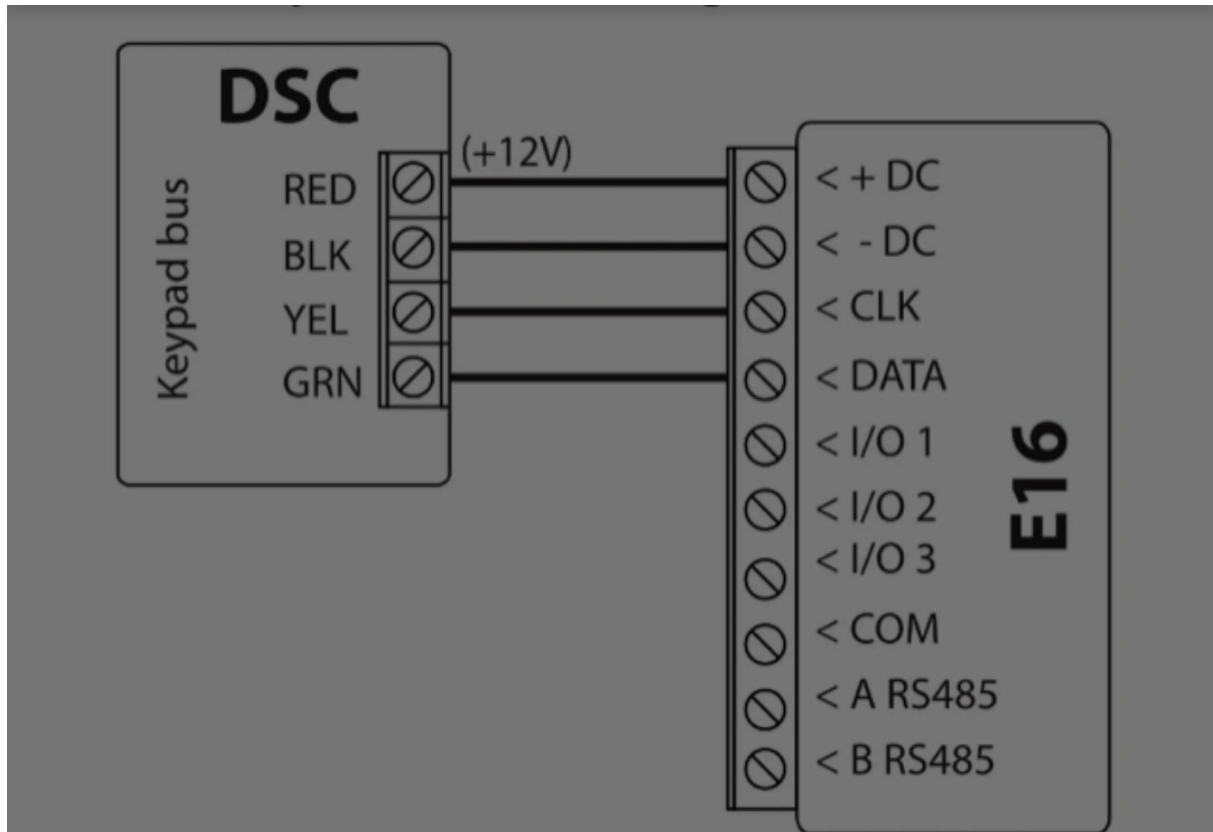 DSC
Keypad bus
RED
BLK
YEL
GRN
(+12V)
< + DC
< - DC
< CLK
< DATA
< I/O 1
< I/O 2
< I/O 3
< COM
< A RS485
< B RS485
E16